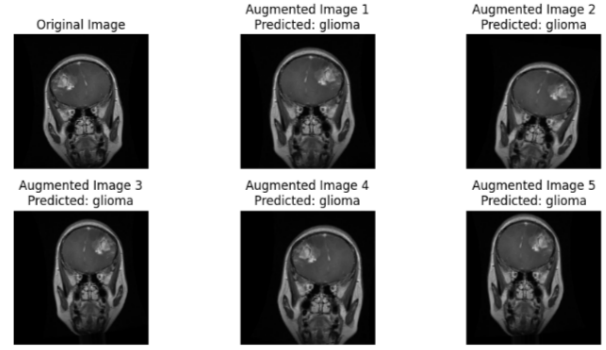 Original Image
Augmented Image 1
Predicted: glioma
Augmented Image 2
Predicted: glioma
Augmented Image 3
Predicted: glioma
Augmented Image 4
Predicted: glioma
Augmented Image 5
Predicted: glioma